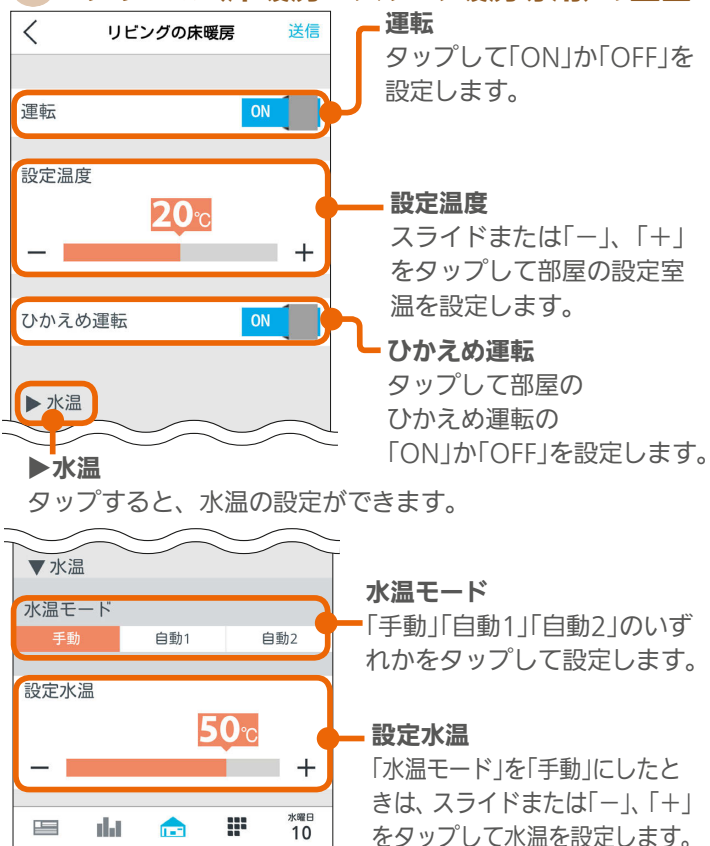 リビングの床暖房
送信
運転
ON
運転
タップして「ON」か「OFF」を
設定します。
設定温度
20℃
－
＋
設定温度
スライドまたは「－」、「＋」
をタップして部屋の設定室
温を設定します。
ひかえめ運転
ON
ひかえめ運転
タップして部屋の
ひかえめ運転の
「ON」か「OFF」を設定します。
▶水温
▶水温
タップすると、水温の設定ができます。
▼水温
水温モード
手動
自動1
自動2
水温モード
「手動」「自動1」「自動2」のいず
れかをタップして設定します。
設定水温
50℃
－
＋
設定水温
「水温モード」を「手動」にしたと
きは、スライドまたは「－」、「＋」
をタップして水温を設定します。
水曜日
10